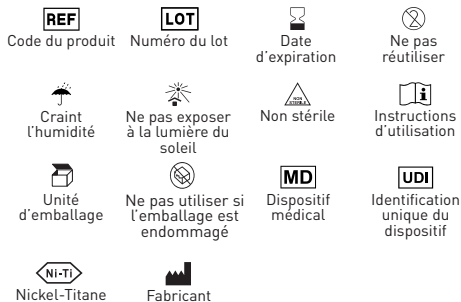 REF
Code du produit
LOT
Numéro du lot
Date
d'expiration
2
Ne pas
réutiliser
Craint
l'humidité
Ne pas exposer
à la lumière du
soleil
NON
STERILE
Non stérile
i
Instructions
d'utilisation
Unité
d'emballage
Ne pas utiliser si
l'emballage est
endommagé
MD
Dispositif
médical
UDI
Identification
unique du
dispositif
Ni-Ti
Nickel-Titane
Fabricant